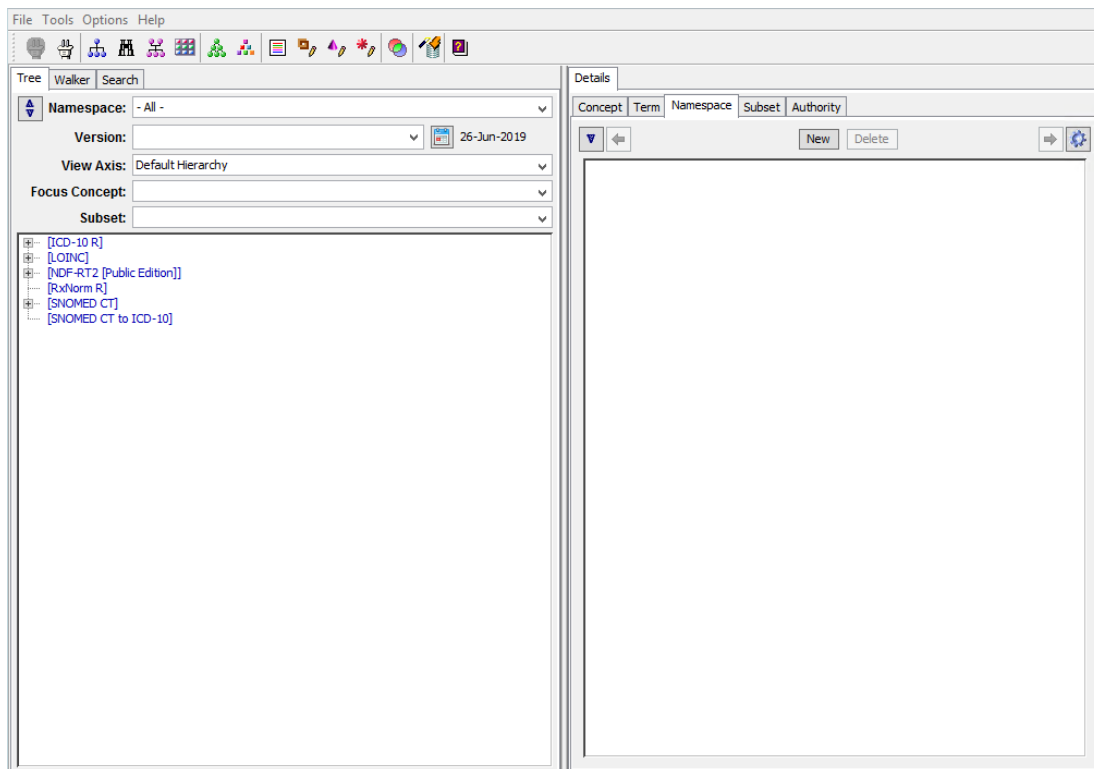 File Tools Options Help
Tree Walker Search
Namespace: - All -
Version: 26-Jun-2019
View Axis: Default Hierarchy
Focus Concept:
Subset:
[ICD-10 R]
[LOINC]
[NDF-RT2 [Public Edition]]
[RxNorm R]
[SNOMED CT]
[SNOMED CT to ICD-10]
Details
Concept Term Namespace Subset Authority
New Delete